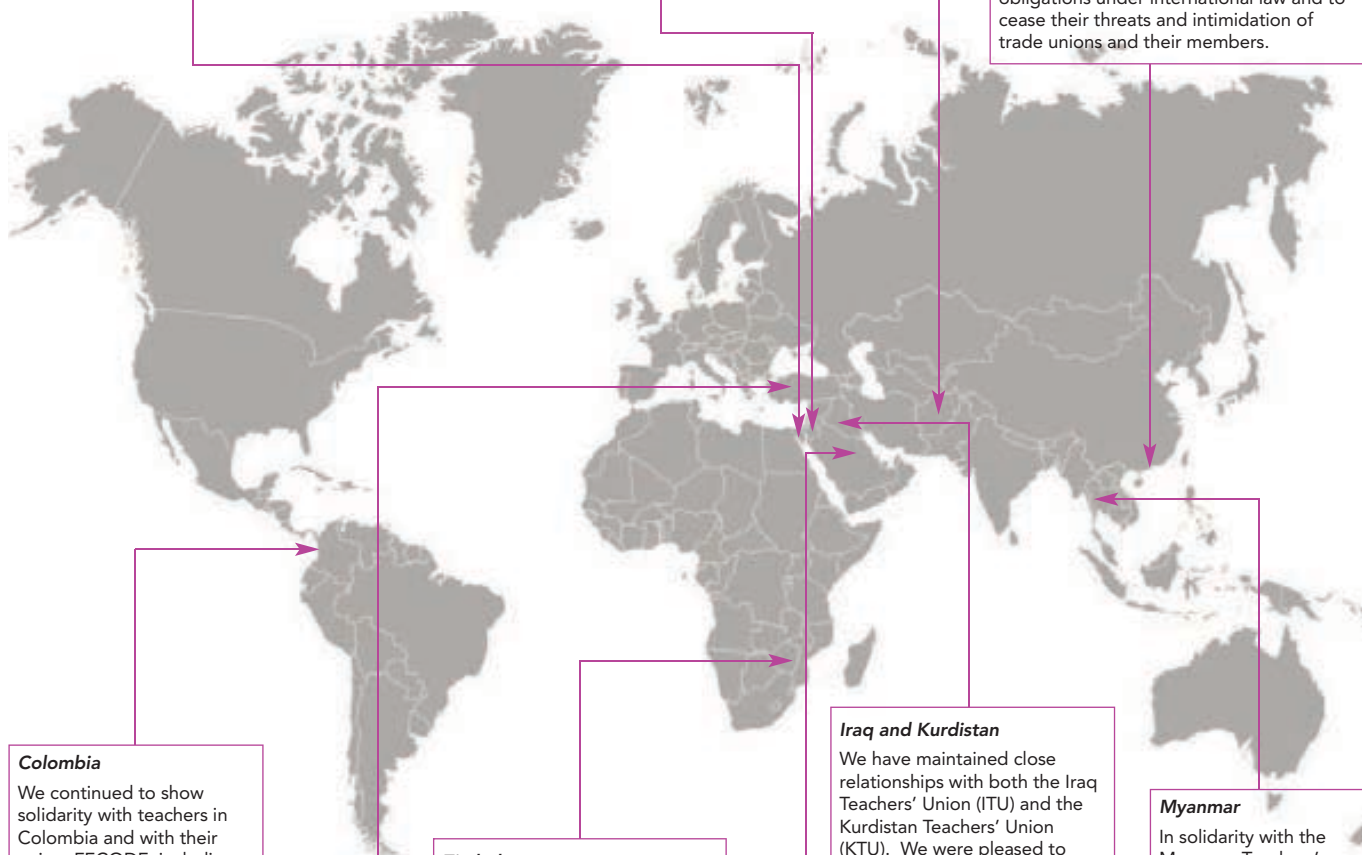 obligations under international law and to
cease their threats and intimidation of
trade unions and their members.
Colombia
We continued to show
solidarity with teachers in
Colombia and with their
Iraq and Kurdistan
We have maintained close
relationships with both the Iraq
Teachers’ Union (ITU) and the
Kurdistan Teachers’ Union
(KTU). We were pleased to
Myanmar
In solidarity with the